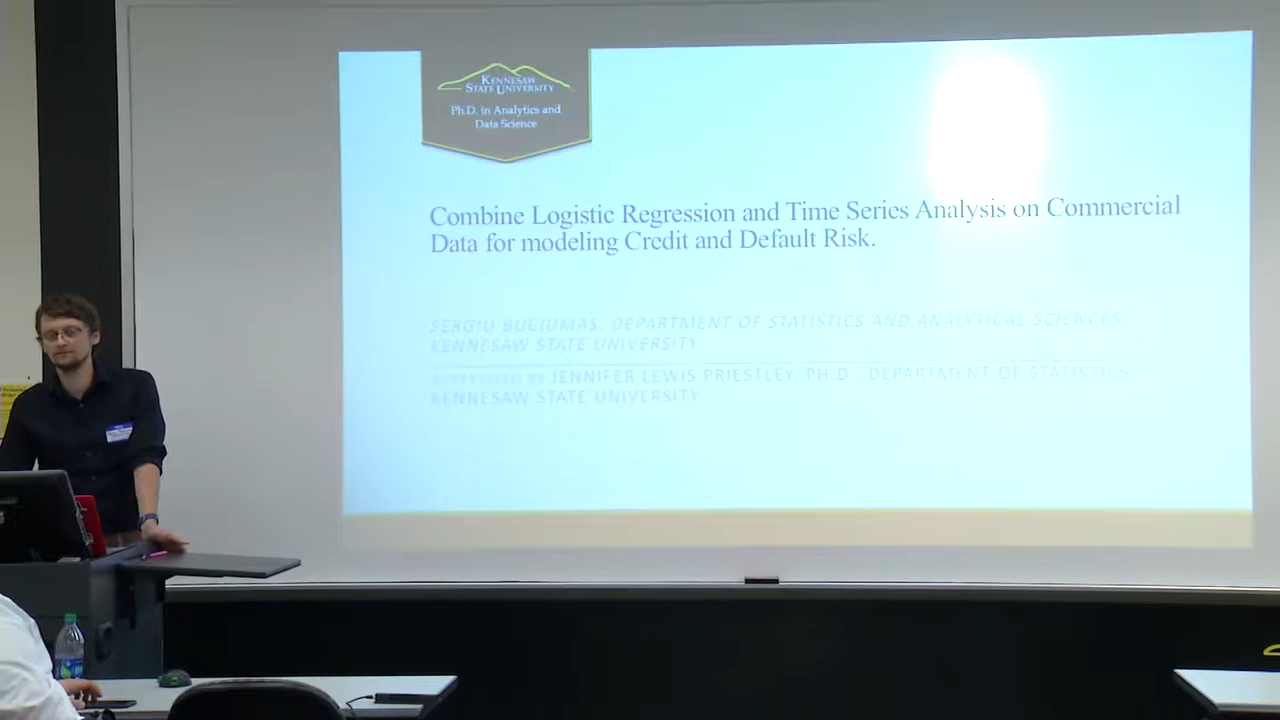 KENNESAW
STATE UNIVERSITY
Ph.D. in Analytics and
Data Science
Combine Logistic Regression and Time Series Analysis on Commercial
Data for modeling Credit and Default Risk.
SERGIU BUCIUMAS, DEPARTMENT OF STATISTICS AND ANALYTICAL SCIENCES
KENNESAW STATE UNIVERSITY
JENNIFER LEWIS PRIESTLEY, PH.D., DEPARTMENT OF STATISTICS
KENNESAW STATE UNIVERSITY